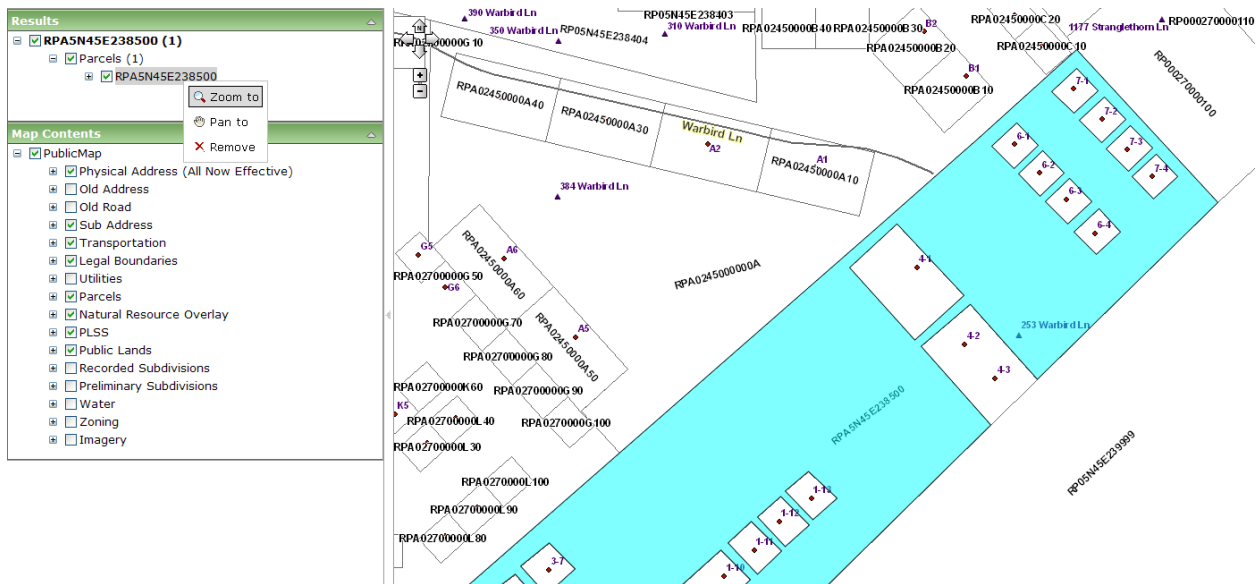 Results
RPA5N45E238500 (1)
Parcels (1)
RPA5N45E238500
Zoom to
Pan to
Remove
Map Contents
PublicMap
Physical Address (All Now Effective)
Old Address
Old Road
Sub Address
Transportation
Legal Boundaries
Utilities
Parcels
Natural Resource Overlay
PLSS
Public Lands
Recorded Subdivisions
Preliminary Subdivisions
Water
Zoning
Imagery
390 Warbird Ln
350 Warbird Ln
RP05N45E238404
310 Warbird Ln
RP05N45E238403
RPA02450000B40
RPA02450000B30
B2
RPA02450000B20
RPA02450000C20
1177 Stranglethorn Ln
RP000270000110
RPA02450000C10
RP000270000100
B1
RPA02450000B10
RPA02450000A40
RPA02450000A30
Warbird Ln
A2
A1
RPA02450000A10
384 Warbird Ln
7-1
7-2
7-3
7-4
6-1
6-2
6-3
6-4
G5
A6
RPA02450000A60
RPA02700000G50
G6
RPA0245000000A
4-1
RPA02700000G70
A5
RPA02450000A50
253 Warbird Ln
4-2
4-3
RPA02700000G80
RPA02700000K60
RPA02700000G90
K5
RPA02700000L40
RPA02700000G100
RPA5N45E238500
RPA02700000L30
RP05N45E239999
RPA02700000L100
RPA02700000L90
RPA02700000L80
1-13
1-12
1-11
1-10
3-7